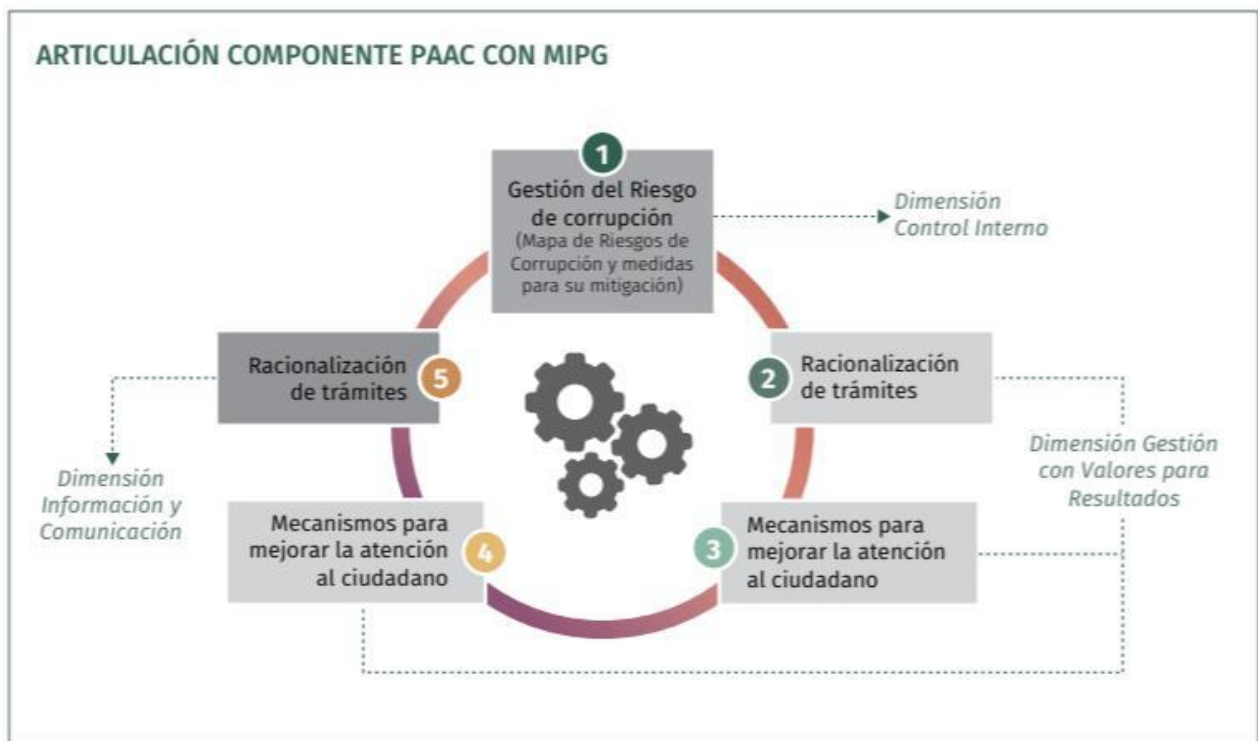 ARTICULACIÓN COMPONENTE PAAC CON MIPG
1
Gestión del Riesgo
de corrupción
(Mapa de Riesgos de
Corrupción y medidas
para su mitigación)
Dimensión
Control Interno
2
Racionalización
de trámites
Dimensión Gestión
con Valores para
Resultados
3
Mecanismos para
mejorar la atención
al ciudadano
4
Mecanismos para
mejorar la atención
al ciudadano
5
Racionalización
de trámites
Dimensión
Información y
Comunicación